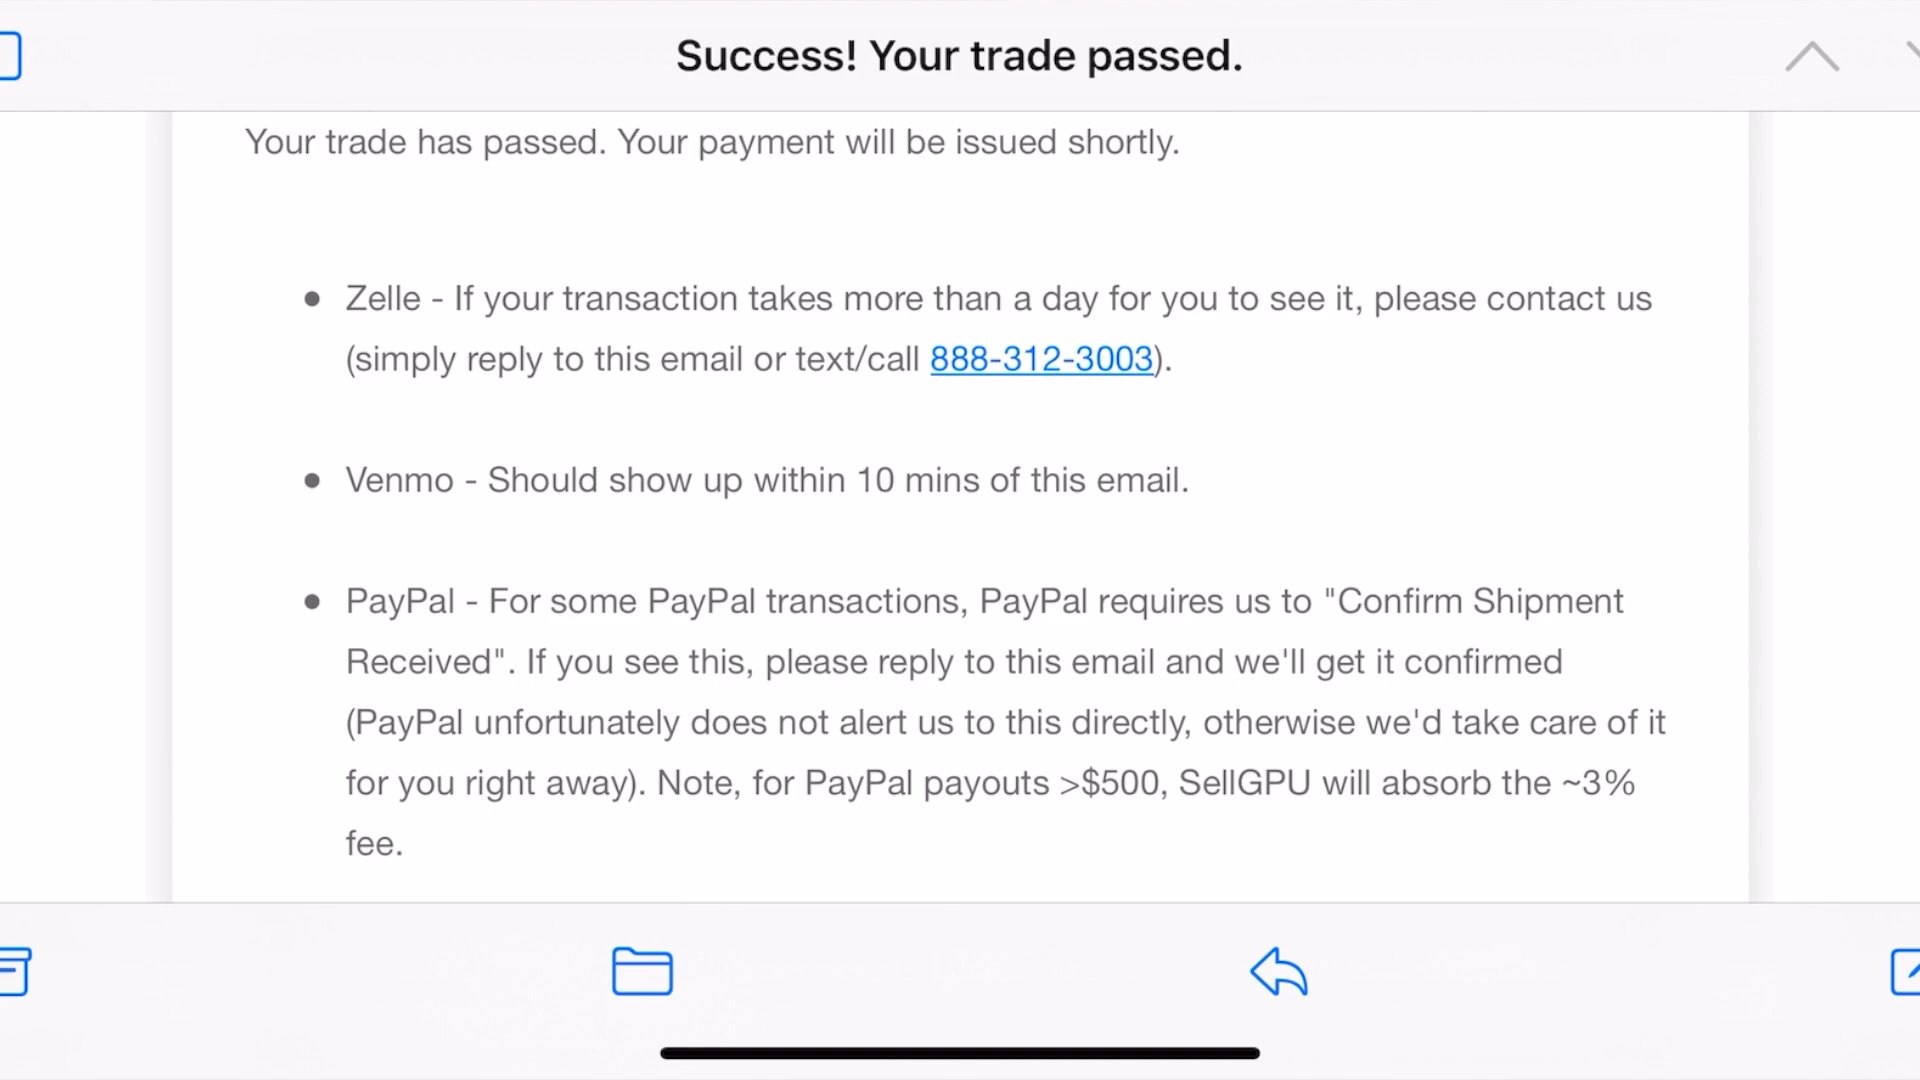 Success! Your trade passed.
Your trade has passed. Your payment will be issued shortly.
● Zelle - If your transaction takes more than a day for you to see it, please contact us
(simply reply to this email or text/call 888-312-3003).
● Venmo - Should show up within 10 mins of this email.
● PayPal - For some PayPal transactions, PayPal requires us to "Confirm Shipment
Received". If you see this, please reply to this email and we'll get it confirmed
(PayPal unfortunately does not alert us to this directly, otherwise we'd take care of it
for you right away). Note, for PayPal payouts >$500, SellGPU will absorb the ~3%
fee.